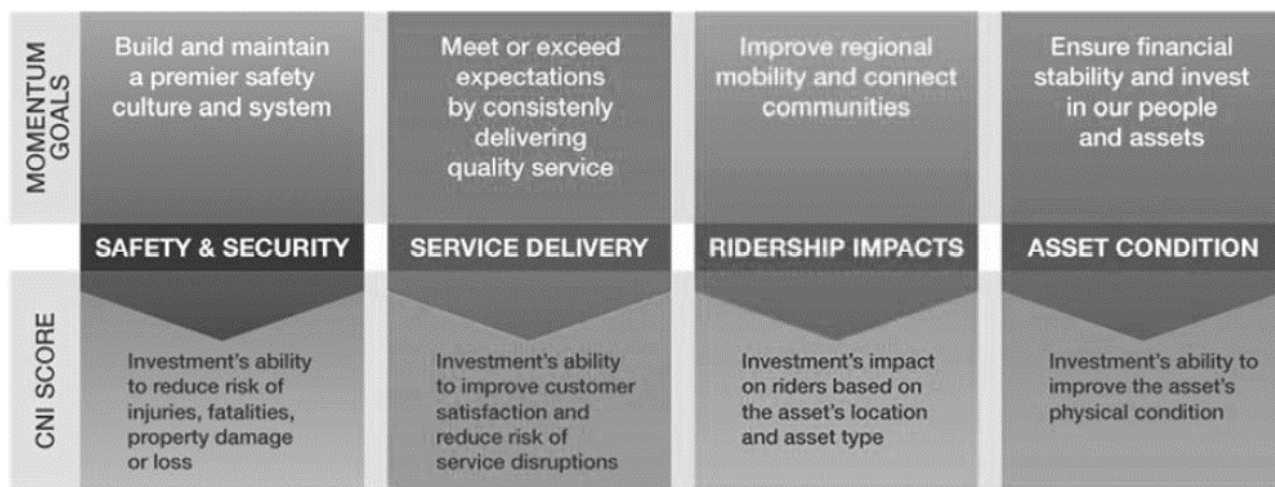 MOMENTUM
GOALS
Build and maintain
a premier safety
culture and system
Meet or exceed
expectations
by consistenly
delivering
quality service
Improve regional
mobility and connect
communities
Ensure financial
stability and invest
in our people
and assets
SAFETY & SECURITY
SERVICE DELIVERY
RIDERSHIP IMPACTS
ASSET CONDITION
CNI SCORE
Investment's ability
to reduce risk of
injuries, fatalities,
property damage
or loss
Investment's ability
to improve customer
satisfaction and
reduce risk of
service disruptions
Investment's impact
on riders based on
the asset's location
and asset type
Investment's ability to
improve the asset's
physical condition